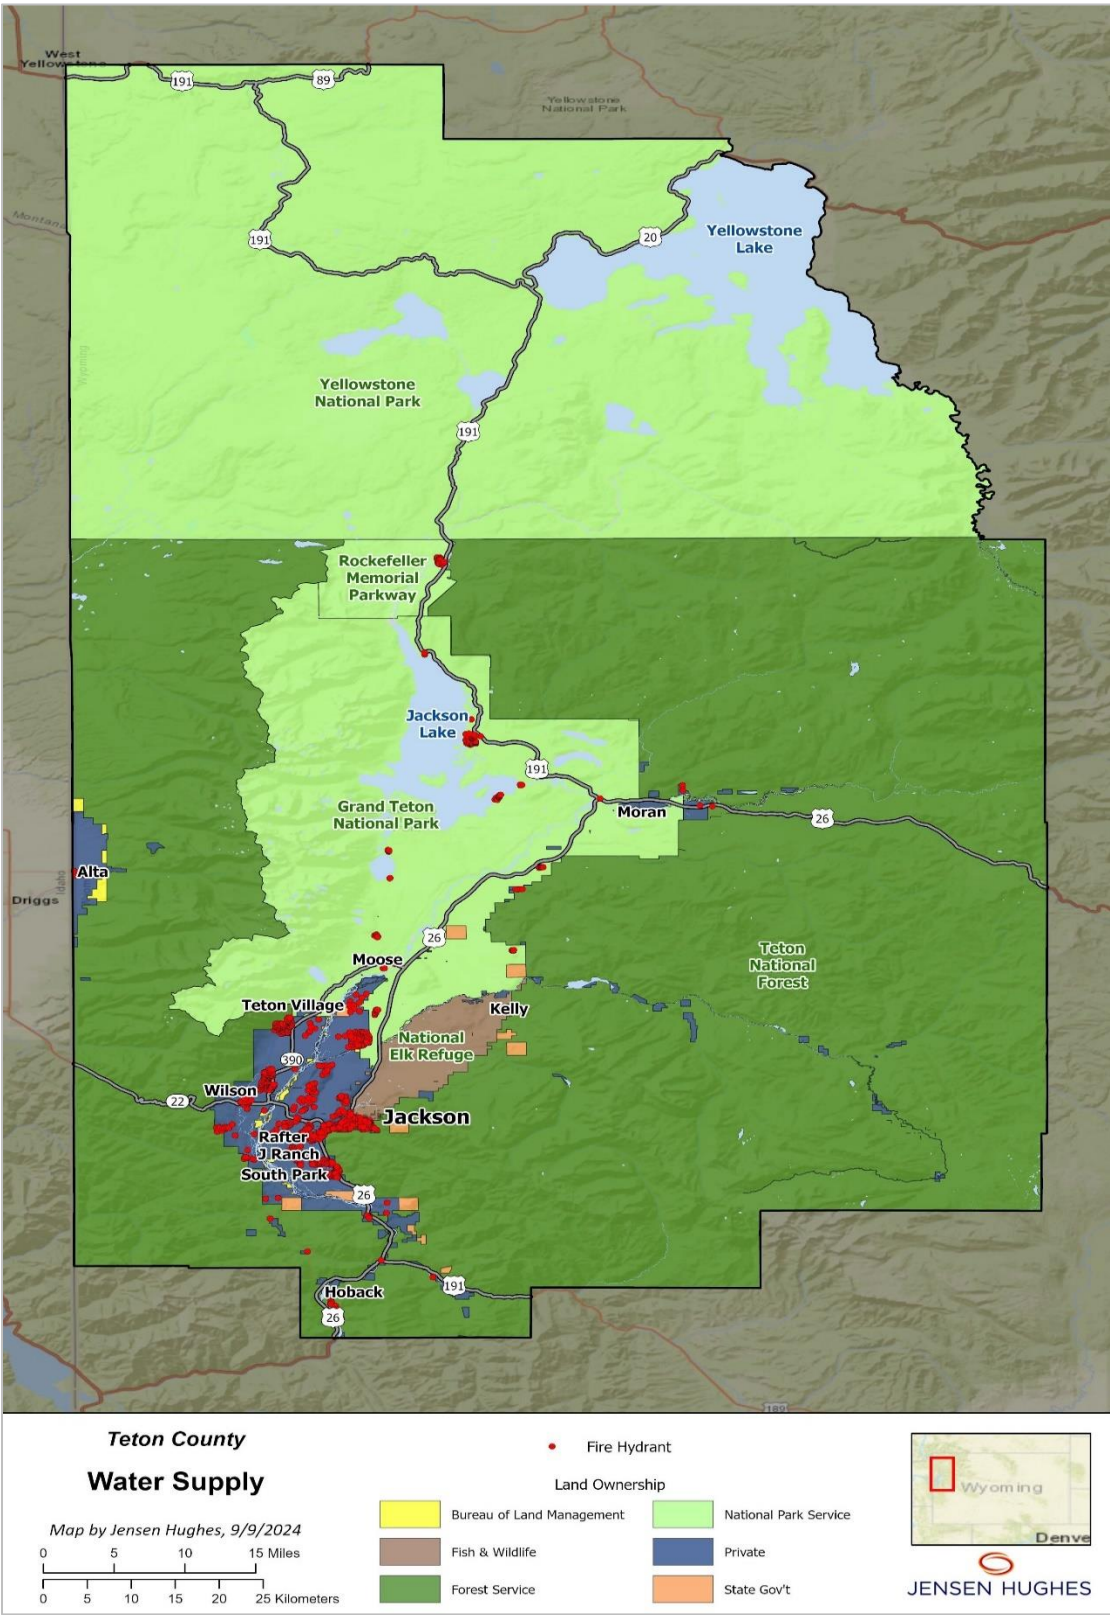 West
Yellowstone
191
89
Yellowstone
National Park
Montana
191
20
Yellowstone
Lake
Wyoming
Yellowstone
National Park
191
Rockefeller
Memorial
Parkway
Jackson
Lake
191
Grand Teton
National Park
Moran
26
Alta
Idaho
Driggs
26
Teton
National
Forest
Moose
Teton Village
Kelly
National
Elk Refuge
390
Wilson
22
Jackson
Rafter
J Ranch
South Park
26
191
Hoback
26
189
Teton County
Water Supply
Map by Jensen Hughes, 9/9/2024
0 5 10 15 Miles
0 5 10 15 20 25 Kilometers
Fire Hydrant
Land Ownership
Bureau of Land Management
National Park Service
Fish & Wildlife
Private
Forest Service
State Gov't
Wyoming
Denve
JENSEN HUGHES